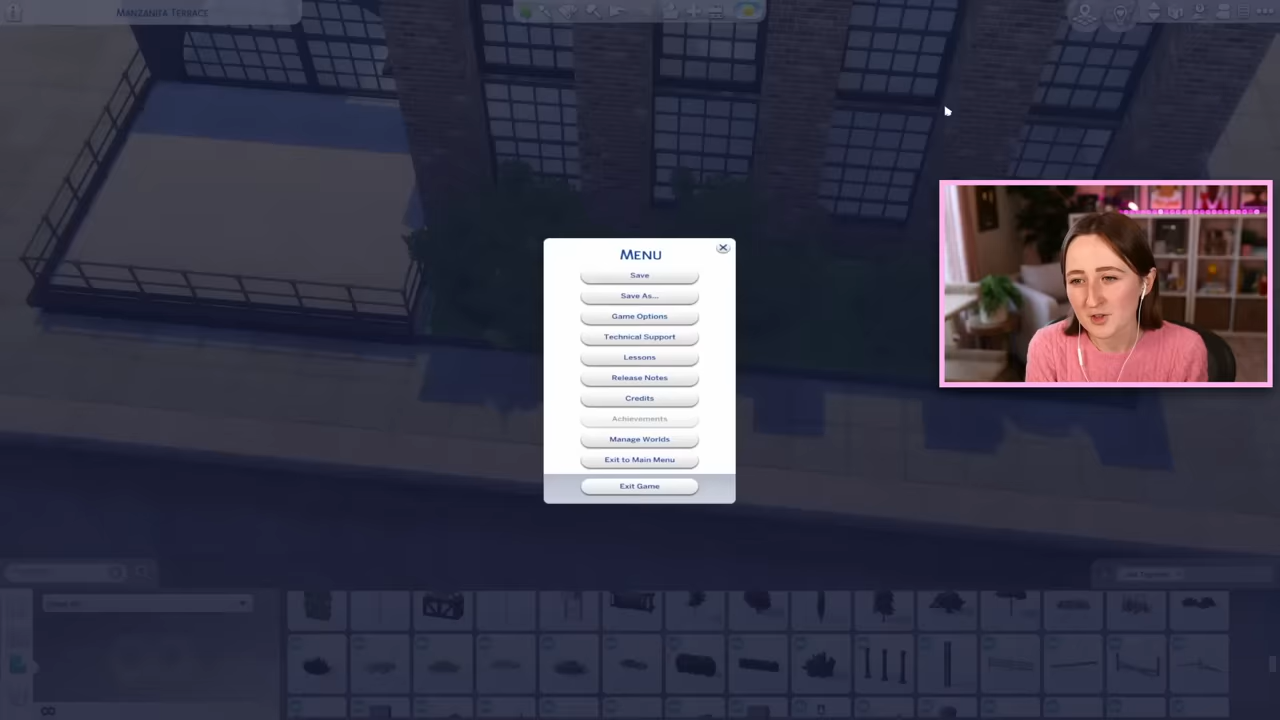 MANZANITA TERRACE
MENU
Save
Save As...
Game Options
Technical Support
Lessons
Release Notes
Credits
Achievements
Manage Worlds
Exit to Main Menu
Exit Game